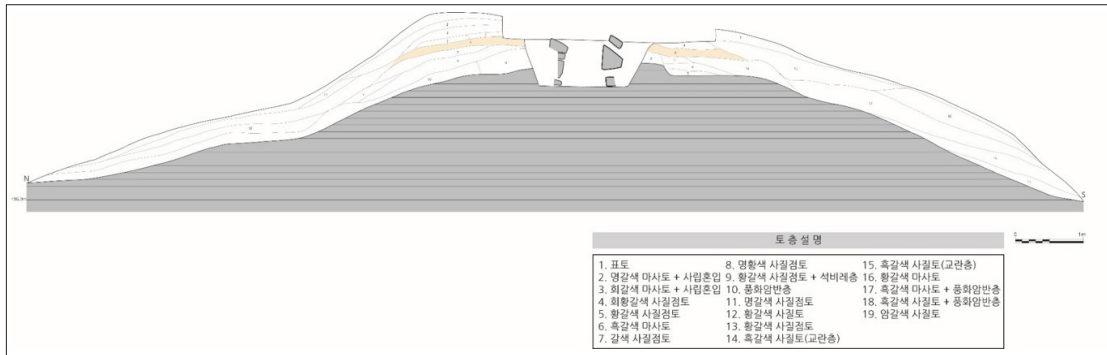 N
S
0 1m
토 층 설 명
1. 표토
2. 명갈색 마사토 + 사립혼입
3. 회갈색 마사토 + 사립혼입
4. 회황갈색 사질점토
5. 황갈색 사질점토
6. 흑갈색 마사토
7. 갈색 사질점토
8. 명황색 사질점토
9. 황갈색 사질점토 + 석비레층
10. 풍화암반층
11. 명갈색 사질점토
12. 황갈색 사질토
13. 황갈색 사질점토
14. 흑갈색 사질토(교란층)
15. 흑갈색 사질토(교란층)
16. 황갈색 마사토
17. 흑갈색 마사토 + 풍화암반층
18. 흑갈색 사질토 + 풍화암반층
19. 암갈색 사질토